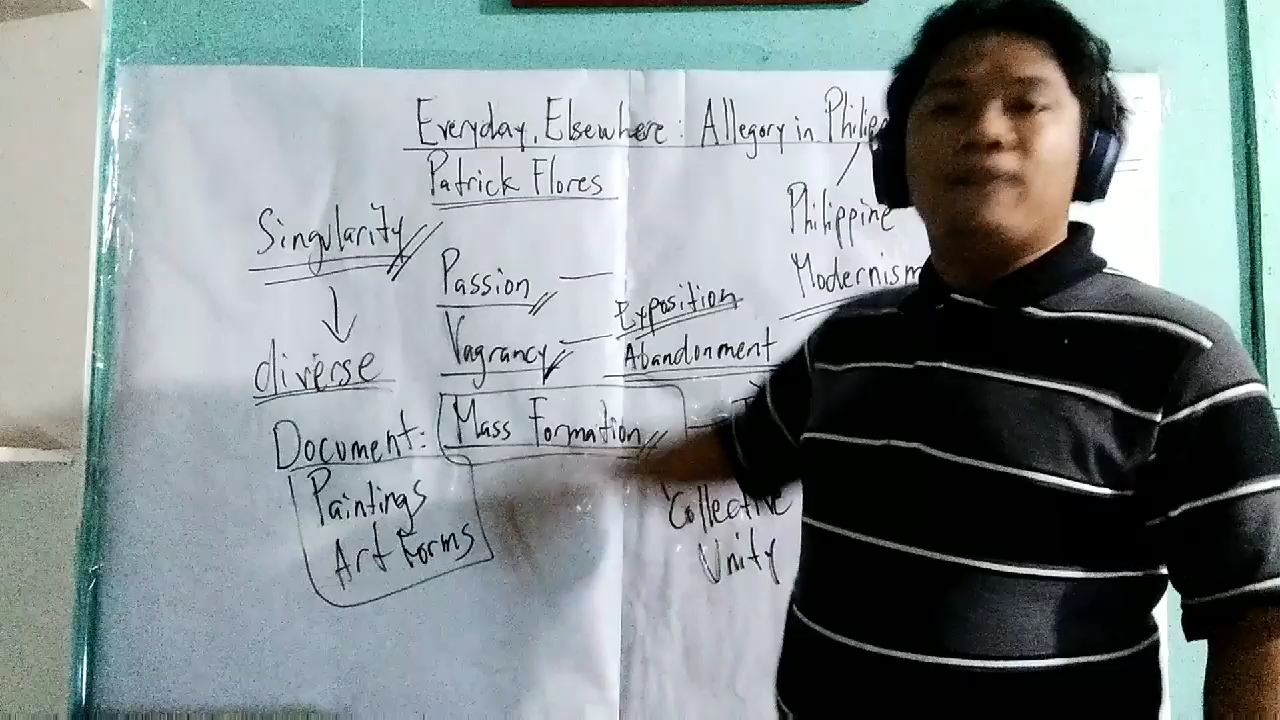 Everyday, Elsewhere: Allegory in Philipp
Patrick Flores
Singularity
diverse
Document:
Paintings
Art Forms
Passion
Vagrancy
Mass Formation
Exposition
Abandonment
Collective
Unity
Philippine
Modernism